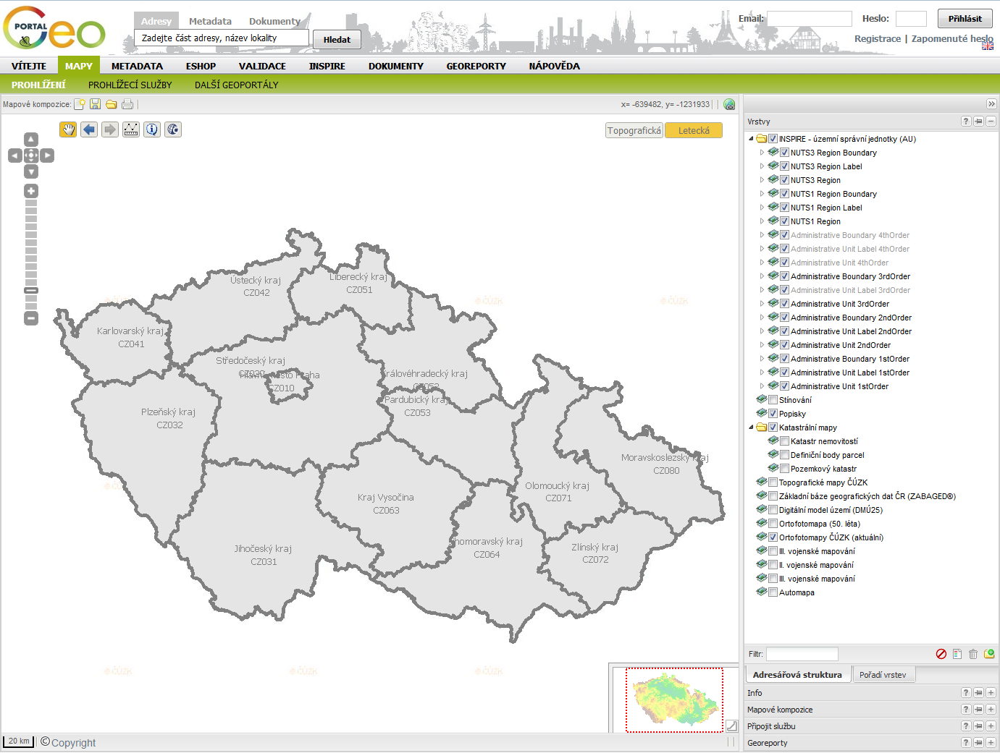 PORTAL
Geo
Adresy
Metadata
Dokumenty
Zadejte část adresy, název lokality
Hledat
Email:
Heslo:
Přihlásit
Registrace | Zapomenuté heslo
VÍTEJTE
MAPY
METADATA
ESHOP
VALIDACE
INSPIRE
DOKUMENTY
GEOREPORTY
NÁPOVĚDA
PROHLÍŽENÍ
PROHLÍŽECÍ SLUŽBY
DALŠÍ GEOPORTÁLY
Mapové kompozice:
x= -639482, y= -1231933
Topografická
Letecká
Ústecký kraj
CZ042
Liberecký kraj
CZ051
© ČÚZK
© ČÚZK
Karlovarský kraj
CZ041
Středočeský kraj
CZ020
Hlavní město Praha
CZ010
Královéhradecký kraj
CZ052
Pardubický kraj
CZ053
Plzeňský kraj
CZ032
Moravskoslezský kraj
CZ080
Olomoucký kraj
CZ071
Kraj Vysočina
CZ063
Jihomoravský kraj
CZ064
Zlínský kraj
CZ072
Jihočeský kraj
CZ031
© ČÚZK
© ČÚZK
© ČÚZK
20 km
© Copyright
Vrstvy
INSPIRE - územní správní jednotky (AU)
NUTS3 Region Boundary
NUTS3 Region Label
NUTS3 Region
NUTS1 Region Boundary
NUTS1 Region Label
NUTS1 Region
Administrative Boundary 4thOrder
Administrative Unit Label 4thOrder
Administrative Unit 4thOrder
Administrative Boundary 3rdOrder
Administrative Unit Label 3rdOrder
Administrative Unit 3rdOrder
Administrative Boundary 2ndOrder
Administrative Unit Label 2ndOrder
Administrative Unit 2ndOrder
Administrative Boundary 1stOrder
Administrative Unit Label 1stOrder
Administrative Unit 1stOrder
Stínování
Popisky
Katastrální mapy
Katastr nemovitostí
Definiční body parcel
Pozemkový katastr
Topografické mapy ČÚZK
Základní báze geografických dat ČR (ZABAGED®)
Digitální model území (DMÚ25)
Ortofotomapa (50. léta)
Ortofotomapy ČÚZK (aktuální)
III. vojenské mapování
II. vojenské mapování
III. vojenské mapování
Automapa
Filtr:
Adresářová struktura
Pořadí vrstev
Info
Mapové kompozice
Připojit službu
Georeporty